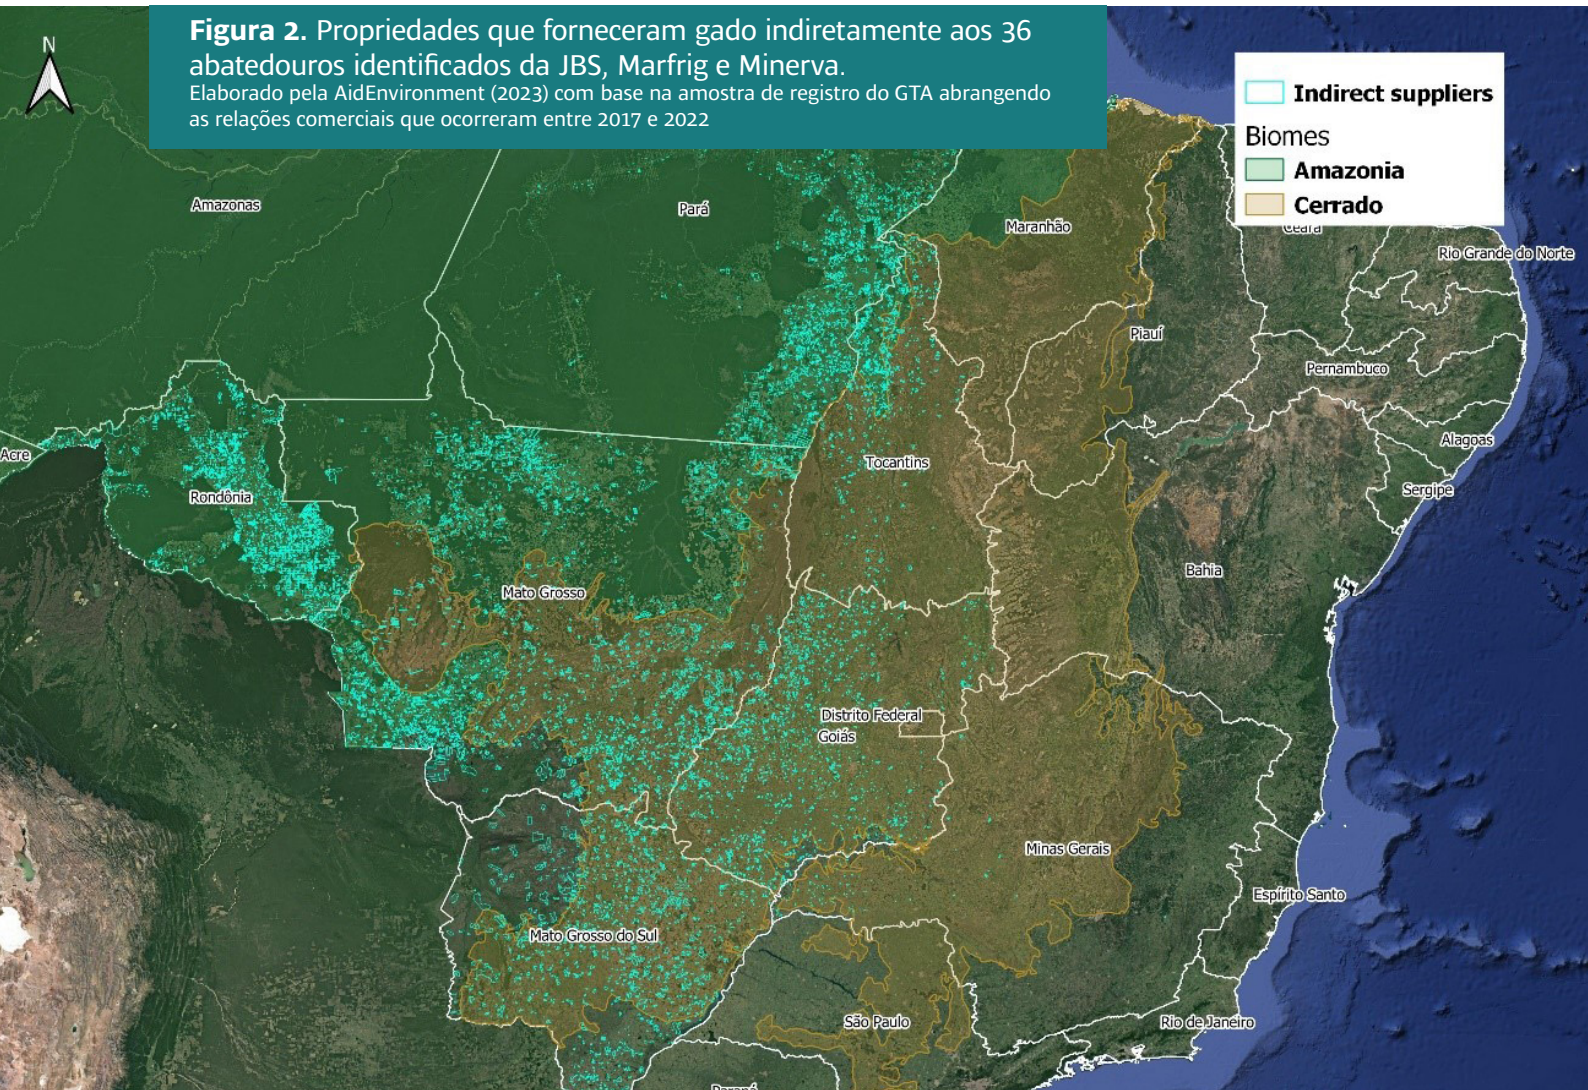 Figura 2. Propriedades que forneceram gado indiretamente aos 36
abatedouros identificados da JBS, Marfrig e Minerva.
Elaborado pela AidEnvironment (2023) com base na amostra de registro do GTA abrangendo
as relações comerciais que ocorreram entre 2017 e 2022
N
Indirect suppliers
Biomes
Amazonia
Cerrado
Amazonas
Pará
Maranhão
Ceará
Rio Grande do Norte
Piauí
Pernambuco
Acre
Rondônia
Tocantins
Alagoas
Sergipe
Mato Grosso
Bahia
Distrito Federal
Goiás
Minas Gerais
Espírito Santo
Mato Grosso do Sul
São Paulo
Rio de Janeiro
Paraná